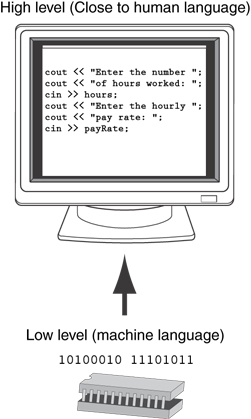 High level (Close to human language)
cout << "Enter the number ";
cout << "of hours worked: ";
cin >> hours;
cout << "Enter the hourly ";
cout << "pay rate: ";
cin >> payRate;
Low level (machine language)
10100010 11101011